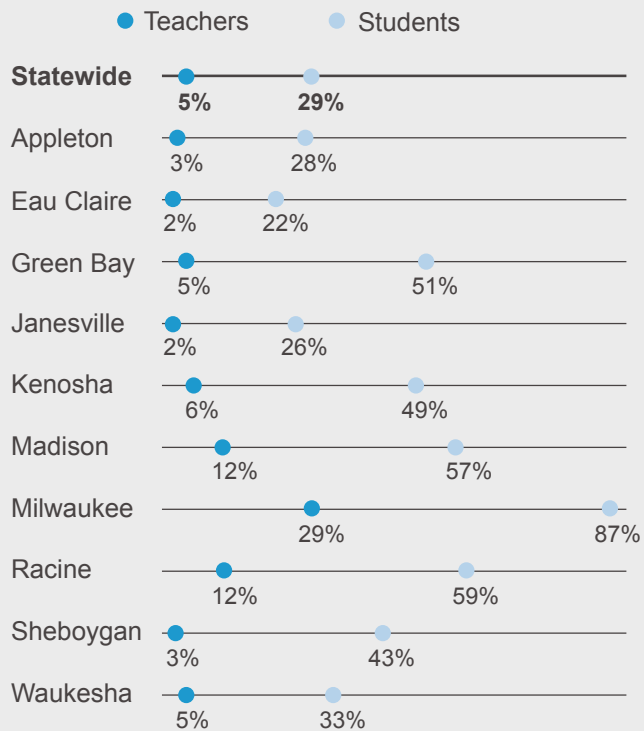 Teachers Students
Statewide
5% 29%
Appleton
3% 28%
Eau Claire
2% 22%
Green Bay
5% 51%
Janesville
2% 26%
Kenosha
6% 49%
Madison
12% 57%
Milwaukee
29% 87%
Racine
12% 59%
Sheboygan
3% 43%
Waukesha
5% 33%